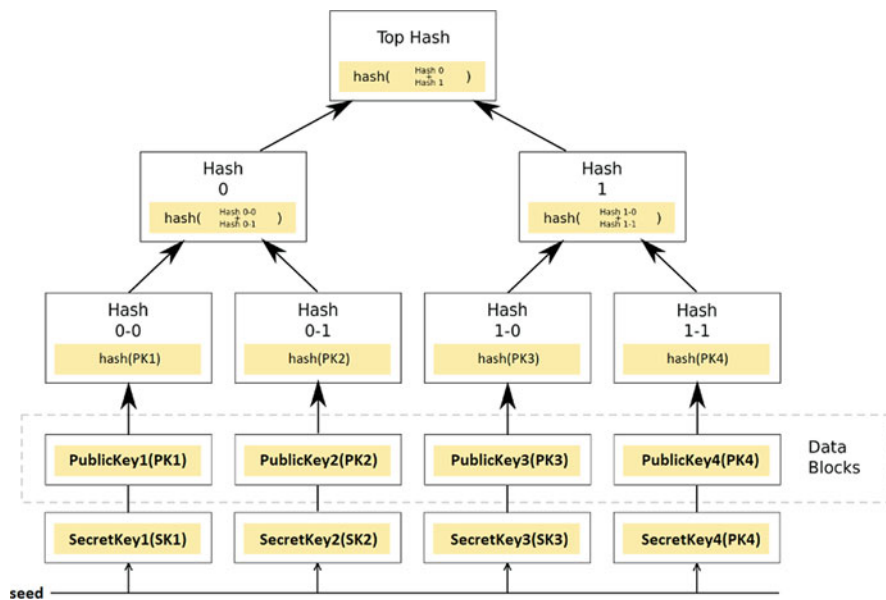 Top Hash
hash( Hash 0 + Hash 1 )
Hash
0
hash( Hash 0-0 + Hash 0-1 )
Hash
1
hash( Hash 1-0 + Hash 1-1 )
Hash
0-0
hash(PK1)
Hash
0-1
hash(PK2)
Hash
1-0
hash(PK3)
Hash
1-1
hash(PK4)
PublicKey1(PK1)
PublicKey2(PK2)
PublicKey3(PK3)
PublicKey4(PK4)
Data
Blocks
SecretKey1(SK1)
SecretKey2(SK2)
SecretKey3(SK3)
SecretKey4(PK4)
seed